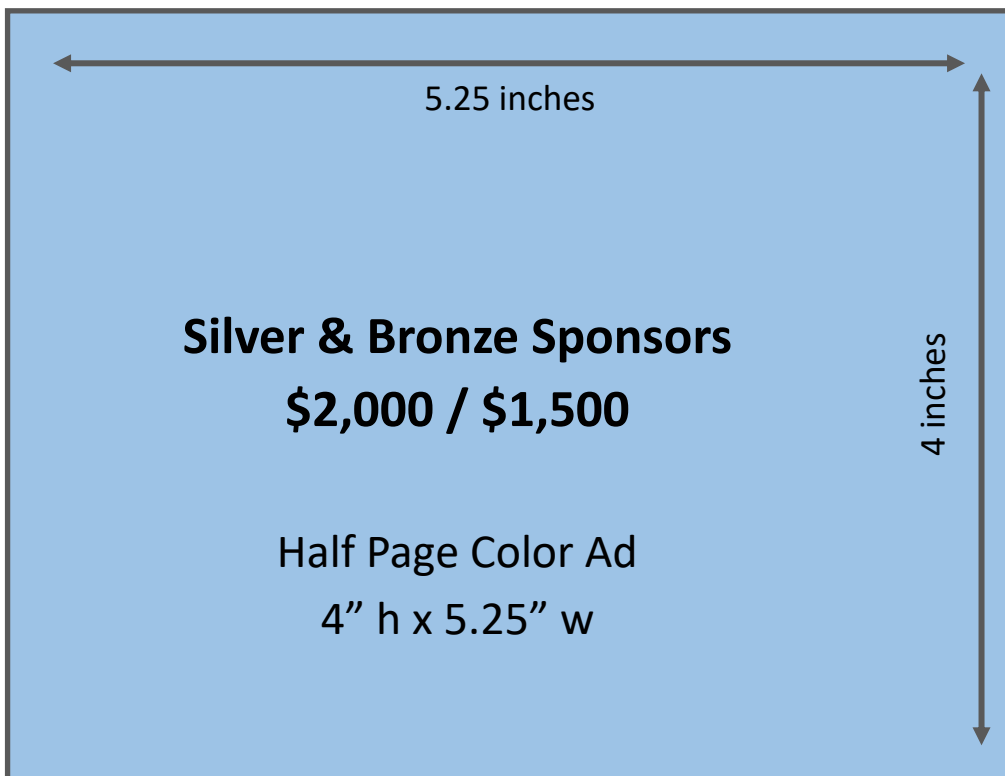 5.25 inches
4 inches
Silver & Bronze Sponsors
$2,000 / $1,500
Half Page Color Ad
4” h x 5.25” w